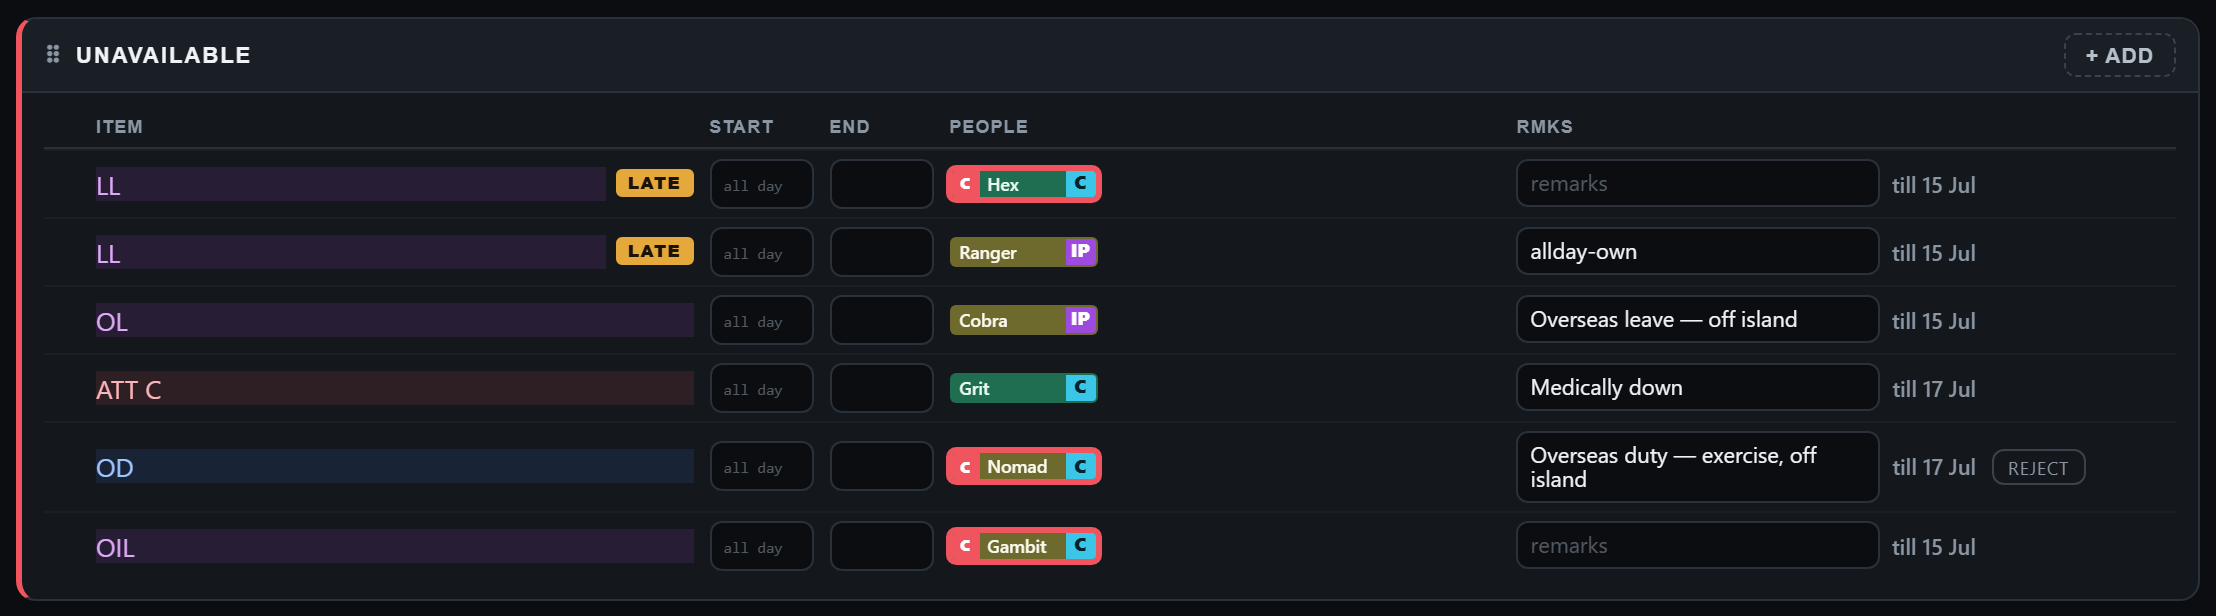 UNAVAILABLE
+ ADD
ITEM START END PEOPLE RMKS
LL LATE all day C Hex C remarks till 15 Jul
LL LATE all day Ranger IP allday-own till 15 Jul
OL all day Cobra IP Overseas leave — off island till 15 Jul
ATT C all day Grit C Medically down till 17 Jul
OD all day C Nomad C Overseas duty — exercise, off
island till 17 Jul REJECT
OIL all day C Gambit C remarks till 15 Jul